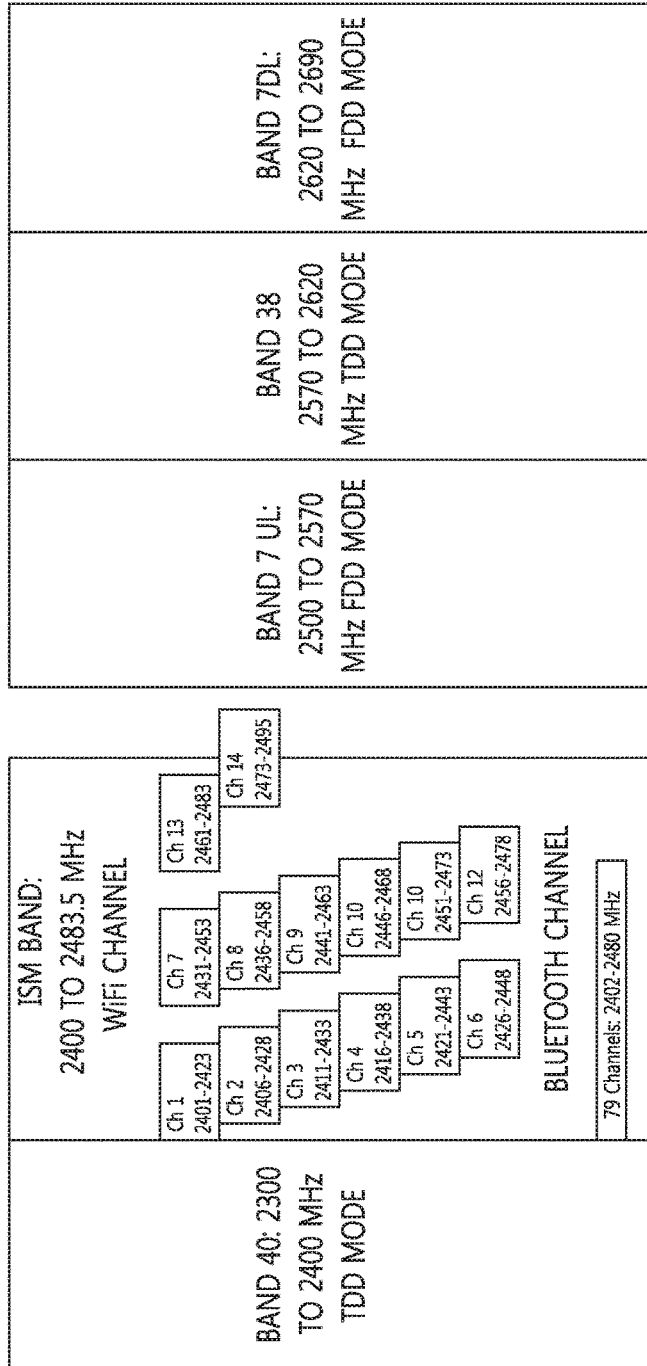 BAND 40: 2300
TO 2400 MHz
TDD MODE
ISM BAND:
2400 TO 2483.5 MHz
WiFi CHANNEL
Ch 1
2401-2423
Ch 2
2406-2428
Ch 3
2411-2433
Ch 4
2416-2438
Ch 5
2421-2443
Ch 6
2426-2448
Ch 7
2431-2453
Ch 8
2436-2458
Ch 9
2441-2463
Ch 10
2446-2468
Ch 10
2451-2473
Ch 12
2456-2478
Ch 13
2461-2483
Ch 14
2473-2495
BLUETOOTH CHANNEL
79 Channels: 2402-2480 MHz
BAND 7 UL:
2500 TO 2570
MHz FDD MODE
BAND 38
2570 TO 2620
MHz TDD MODE
BAND 7DL:
2620 TO 2690
MHz FDD MODE